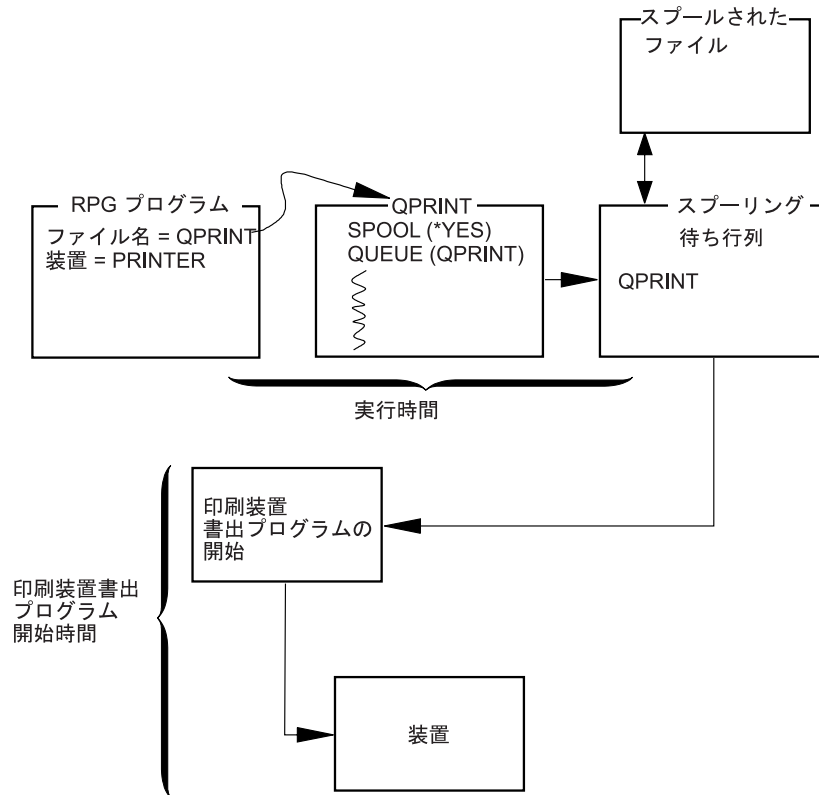 スプールされた
ファイル
RPG プログラム
ファイル名 = QPRINT
装置 = PRINTER
QPRINT
SPOOL (*YES)
QUEUE (QPRINT)
スプーリング
待ち行列
QPRINT
実行時間
印刷装置
書出プログラムの
開始
印刷装置書出
プログラム
開始時間
装置